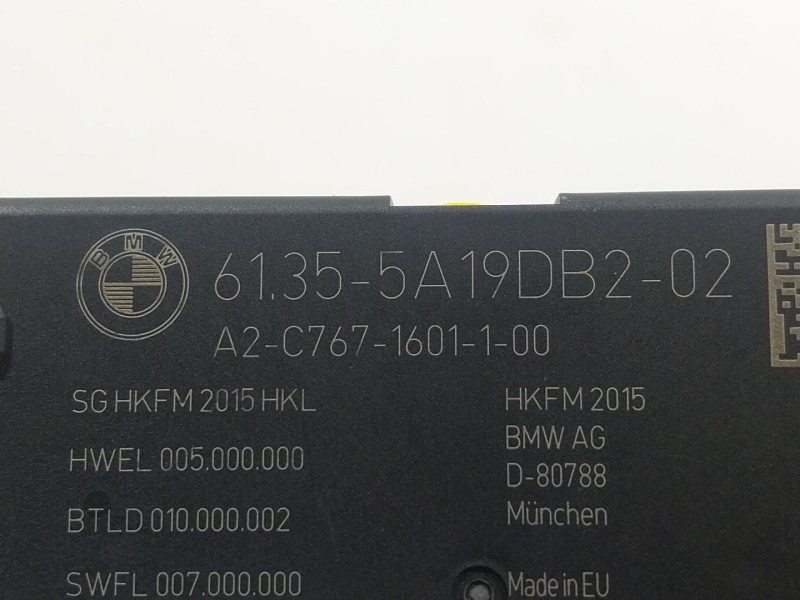 BMW
61.35-5A19DB2-02
A2-C767-1601-1-00
SG HKFM 2015 HKL
HWEL 005.000.000
BTLD 010.000.002
SWFL 007.000.000
HKFM 2015
BMW AG
D-80788
München
Made in EU